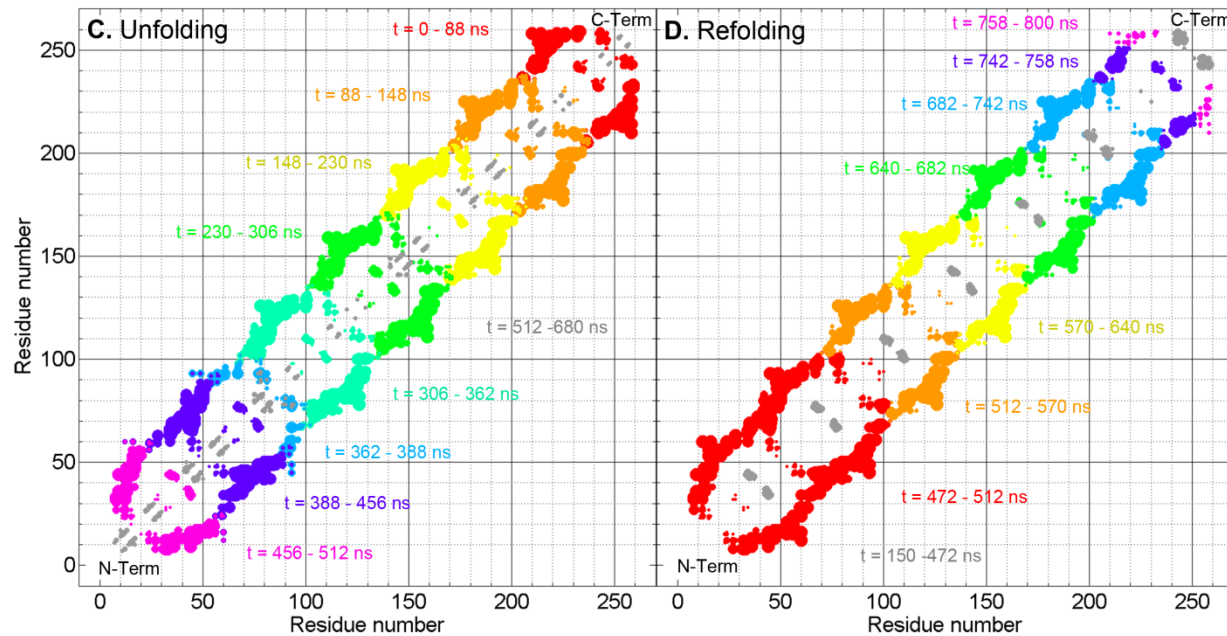 C. Unfolding
t = 0 - 88 ns
C-Term
t = 88 - 148 ns
t = 148 - 230 ns
t = 230 - 306 ns
t = 512 -680 ns
t = 306 - 362 ns
t = 362 - 388 ns
t = 388 - 456 ns
t = 456 - 512 ns
N-Term
250
200
150
100
50
0
Residue number
0 50 100 150 200 250
Residue number
D. Refolding
t = 758 - 800 ns
C-Term
t = 742 - 758 ns
t = 682 - 742 ns
t = 640 - 682 ns
t = 570 - 640 ns
t = 512 - 570 ns
t = 472 - 512 ns
t = 150-472 ns
N-Term
0 50 100 150 200 250
Residue number